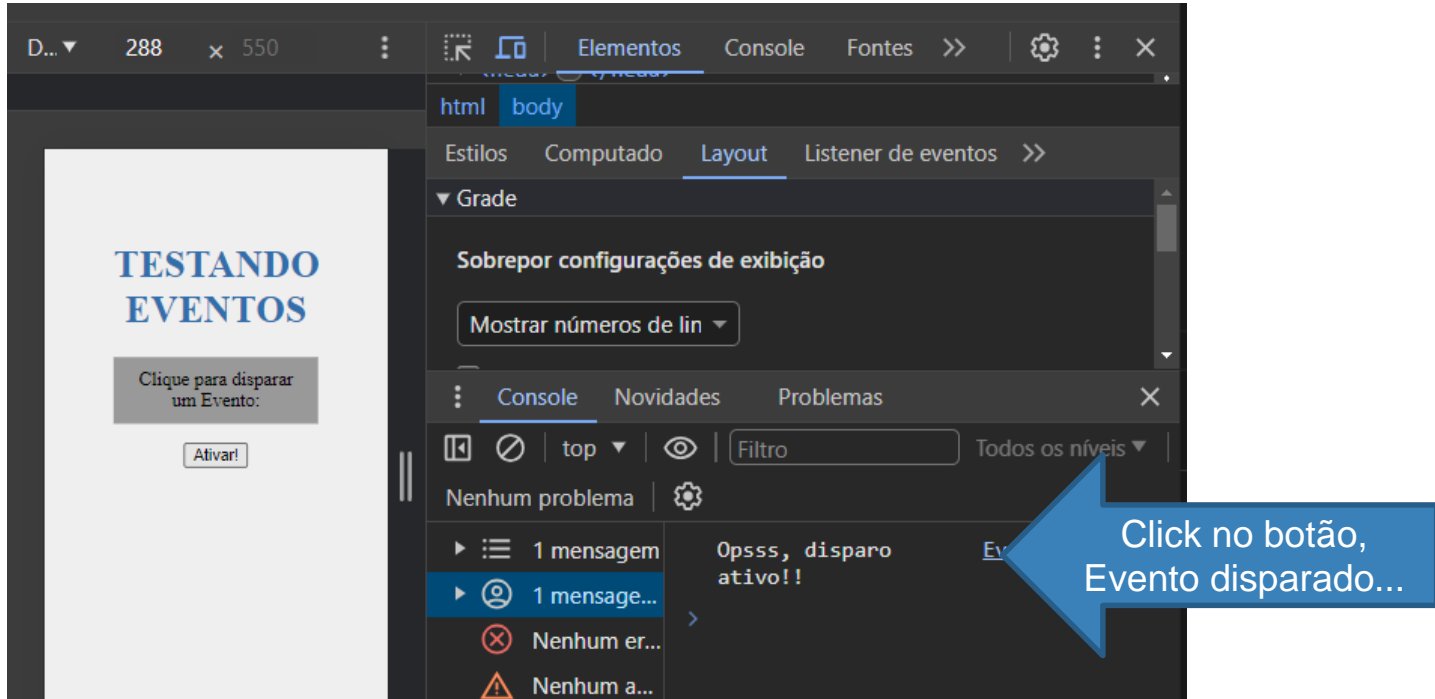 D...
288 × 550
Elementos Console Fontes
html body
Estilos Computado Layout Listener de eventos
Grade
Sobrepor configurações de exibição
Mostrar números de lin
TESTANDO
EVENTOS
Clique para disparar
um Evento:
Ativar!
Console Novidades Problemas
top Filtro Todos os níveis
Nenhum problema
1 mensagem
1 mensage...
Nenhum er...
Nenhum a...
Opsss, disparo
ativo!!
Click no botão,
Evento disparado...